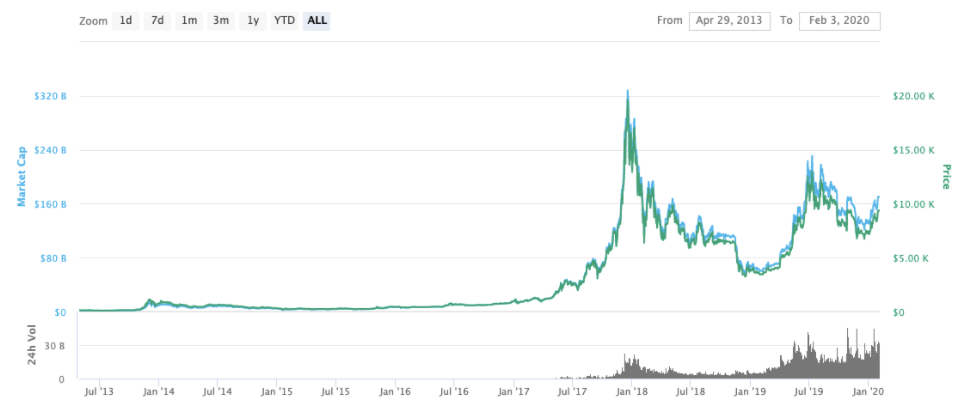 Zoom 1d 7d 1m 3m 1y YTD ALL From Apr 29, 2013 To Feb 3, 2020
$320 B $20.00 K
$240 B $15.00 K
Market Cap Price
$160 B $10.00 K
$80 B $5.00 K
$0 $0
24h Vol
30 B
0
Jul '13 Jan '14 Jul '14 Jan '15 Jul '15 Jan '16 Jul '16 Jan '17 Jul '17 Jan '18 Jul '18 Jan '19 Jul '19 Jan '20